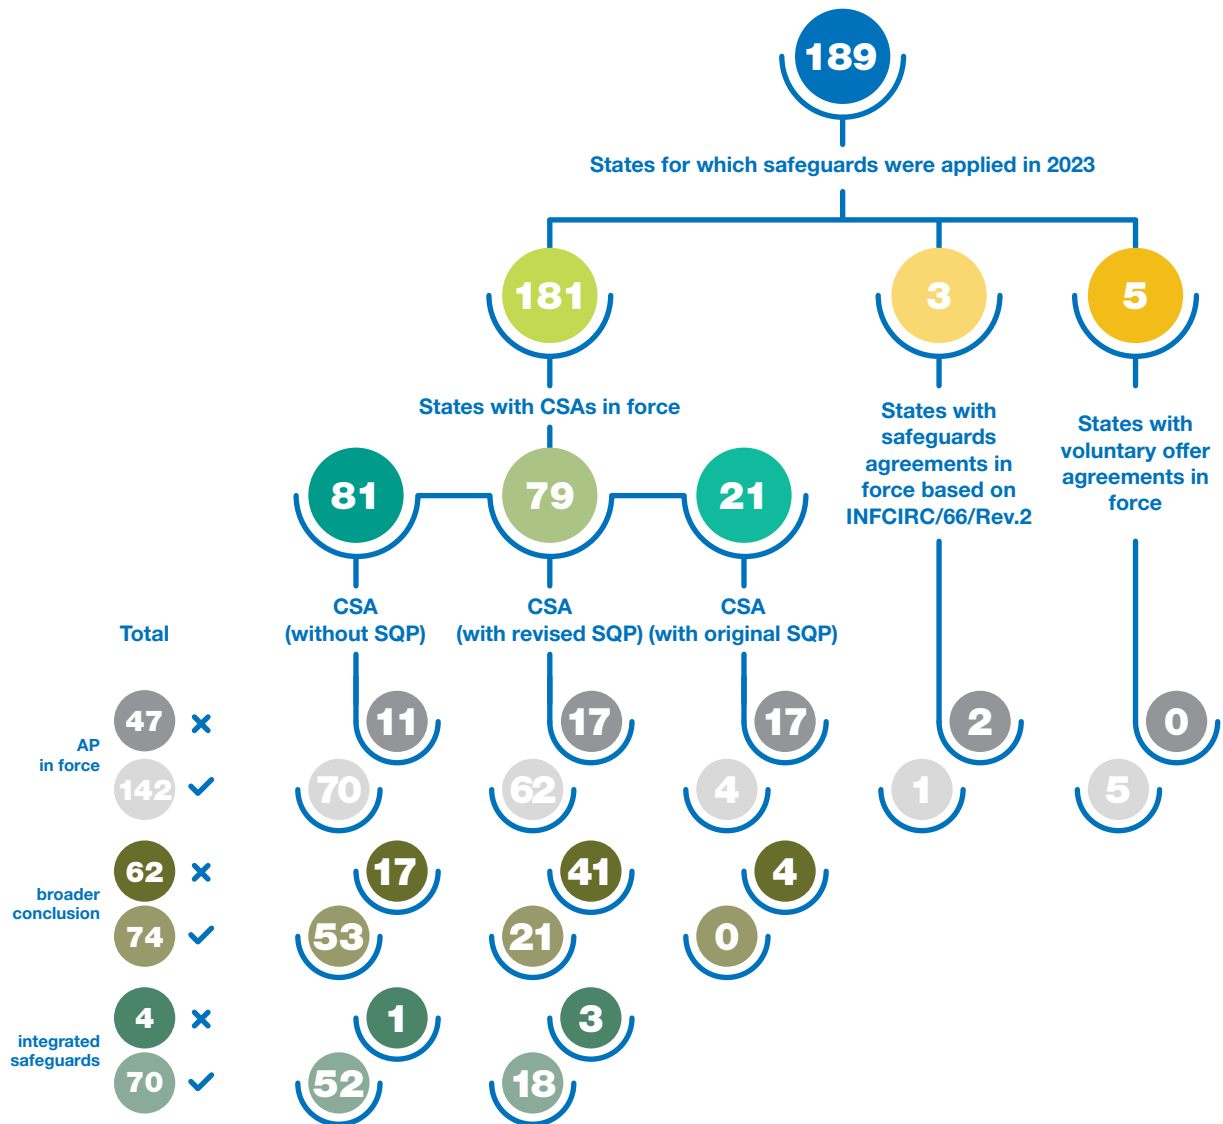 189
States for which safeguards were applied in 2023
181
3
5
States with CSAs in force
States with
safeguards
agreements in
force based on
INFCIRC/66/Rev.2
States with
voluntary offer
agreements in
force
81
79
21
CSA
(without SQP)
CSA
(with revised SQP)
CSA
(with original SQP)
Total
AP
in force
47
11
17
17
2
0
142
70
62
4
1
5
broader
conclusion
62
17
41
4
74
53
21
0
integrated
safeguards
4
1
3
70
52
18